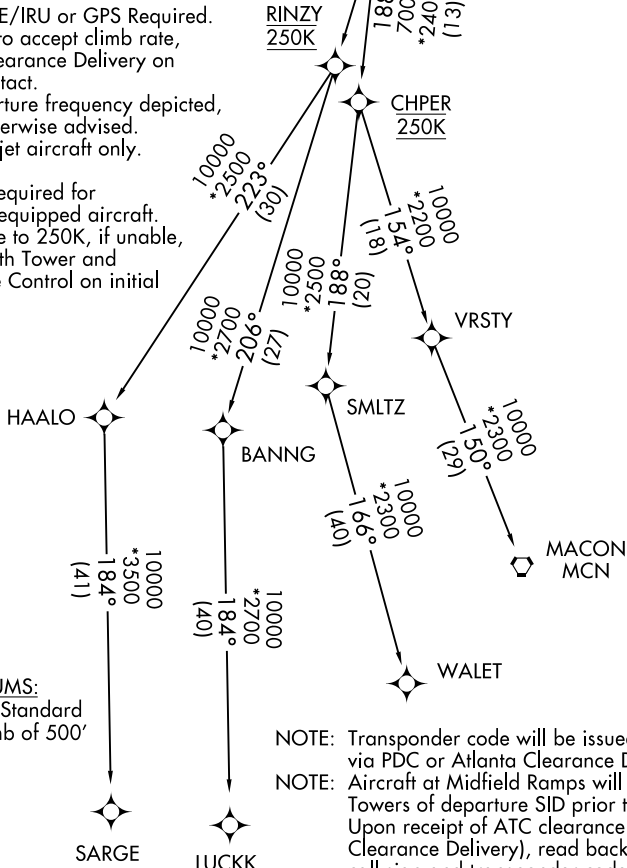 E/IRU or GPS Required.
to accept climb rate,
earance Delivery on
tact.
rture frequency depicted,
erwise advised.
jet aircraft only.
equired for
equipped aircraft.
e to 250K, if unable,
th Tower and
e Control on initial
RINZY
250K
188
700
*240
(13)
CHPER
250K
10000
*2500
223°
(30)
10000
*2700
206°
(27)
10000
*2500
188°
(20)
10000
*2200
154°
(18)
VRSTY
HAALO
BANNG
SMLTZ
10000
*2300
150°
(29)
10000
*2300
166°
(40)
MACON
MCN
10000
*3500
184°
(41)
10000
*2700
184°
(40)
WALET
UMS:
Standard
nb of 500'
SARGE
LUCKK
NOTE: Transponder code will be issue
via PDC or Atlanta Clearance D
NOTE: Aircraft at Midfield Ramps will
Towers of departure SID prior t
Upon receipt of ATC clearance
Clearance Delivery), read back